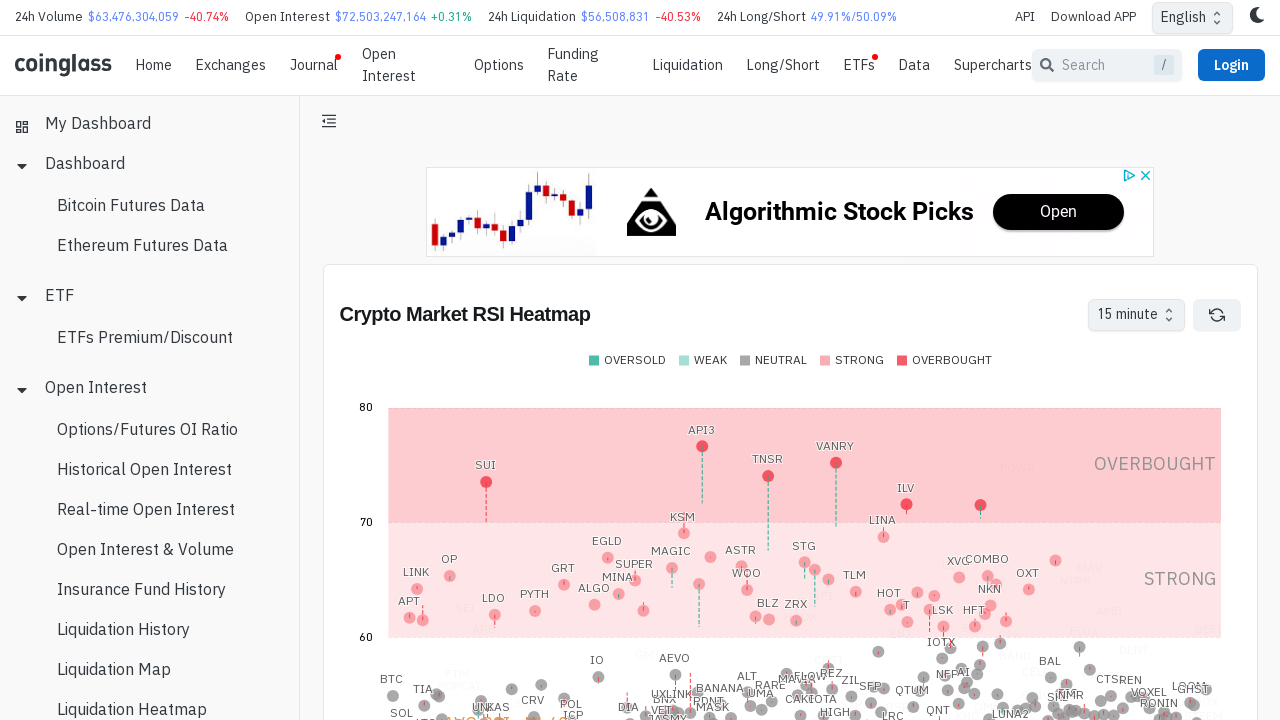 24h Volume $63,476,304,059 -40.74% Open Interest $72,503,247,164 +0.31% 24h Liquidation $56,508,831 -40.53% 24h Long/Short 49.91%/50.09% API Download APP English
coinglass Home Exchanges Journal Open Interest Options Funding Rate Liquidation Long/Short ETFs Data Supercharts Search / Login
My Dashboard
Dashboard
Bitcoin Futures Data
Ethereum Futures Data
ETF
ETFs Premium/Discount
Open Interest
Options/Futures OI Ratio
Historical Open Interest
Real-time Open Interest
Open Interest & Volume
Insurance Fund History
Liquidation History
Liquidation Map
Liquidation Heatmap
Algorithmic Stock Picks Open
Crypto Market RSI Heatmap 15 minute
OVERSOLD WEAK NEUTRAL STRONG OVERBOUGHT
80
API3
VANRY
TNSR
SUI
OVERBOUGHT
ILV
70
KSM LINA
EGLD
MAGIC ASTR STG
OP XVG COMBO
GRT SUPER
LINK WOO TLM OXT
MINA STRONG
ALGO NKN
PYTH HOT
LDO
APT BLZ ZRX
LSK HFT
60
IOTX
IO AEVO BAL
BTC ALT FLOW REZ ZIL NFP AI CTS REN
TIA BANANA RARE SFP QTUM LOOM
UXLINK UMA VOXEL GHST
CRV POL IOTA RONIN
SOL DIA MASK HIGH LRC QNT LUNA2
ICP JASMY